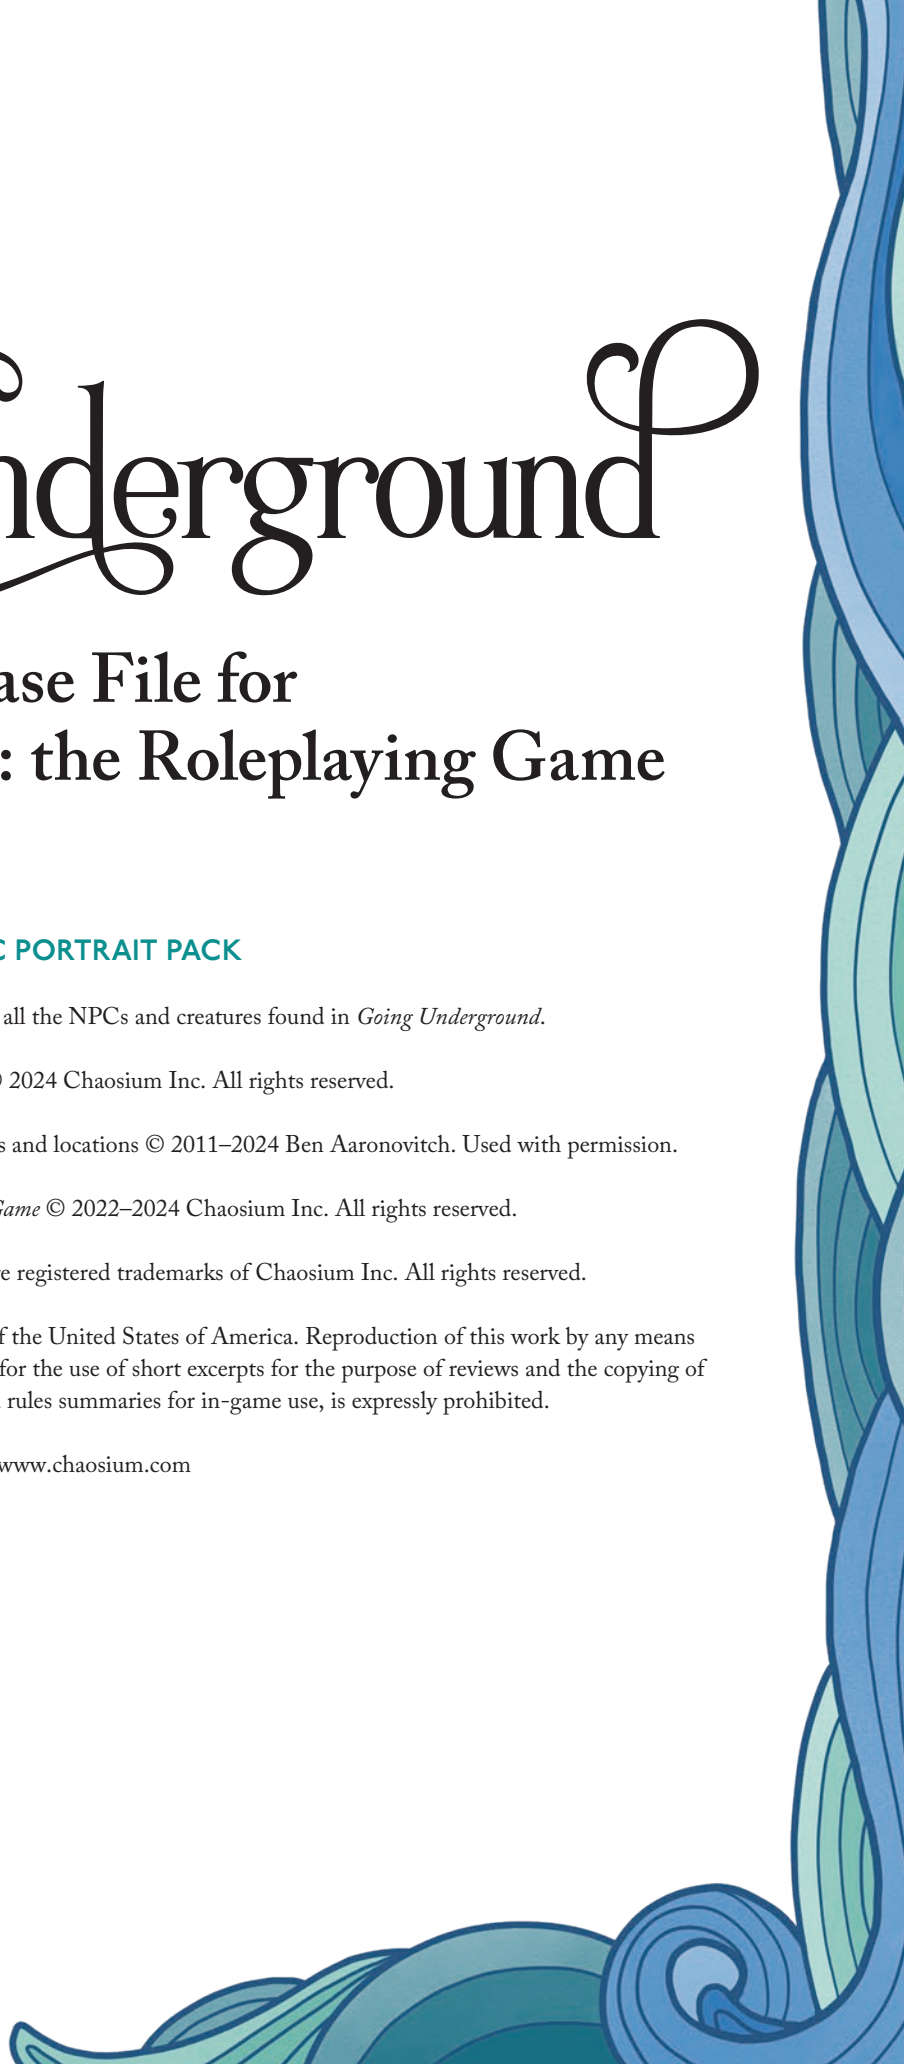 nderground
ase File for
: the Roleplaying Game
C PORTRAIT PACK
all the NPCs and creatures found in Going Underground.
© 2024 Chaosium Inc. All rights reserved.
s and locations © 2011–2024 Ben Aaronovitch. Used with permission.
Game © 2022–2024 Chaosium Inc. All rights reserved.
re registered trademarks of Chaosium Inc. All rights reserved.
f the United States of America. Reproduction of this work by any means
for the use of short excerpts for the purpose of reviews and the copying of
rules summaries for in-game use, is expressly prohibited.
www.chaosium.com